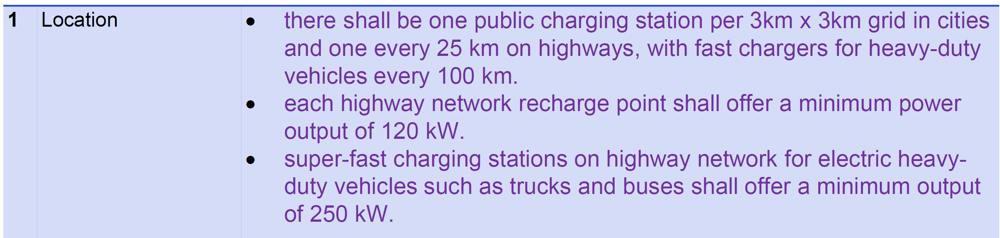 1 Location • there shall be one public charging station per 3km x 3km grid in cities
and one every 25 km on highways, with fast chargers for heavy-duty
vehicles every 100 km.
• each highway network recharge point shall offer a minimum power
output of 120 kW.
• super-fast charging stations on highway network for electric heavy-
duty vehicles such as trucks and buses shall offer a minimum output
of 250 kW.